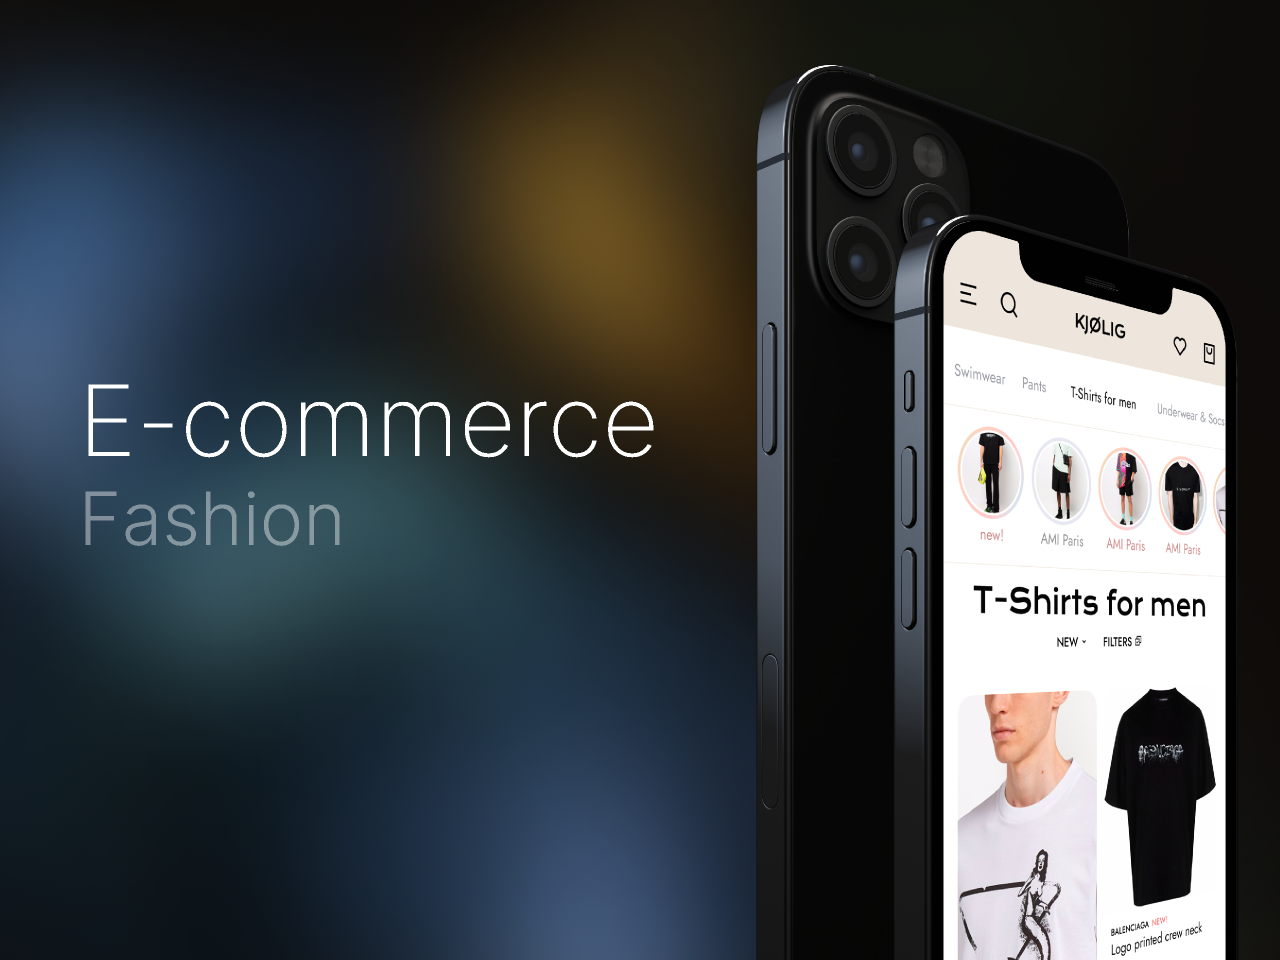 E-commerce
Fashion
KJØLIG
Swimwear Pants T-Shirts for men Underwear & Socs
new! AMI Paris AMI Paris AMI Paris
T-Shirts for men
NEW FILTERS
BALENCIAGA NEW!
Logo printed crew neck